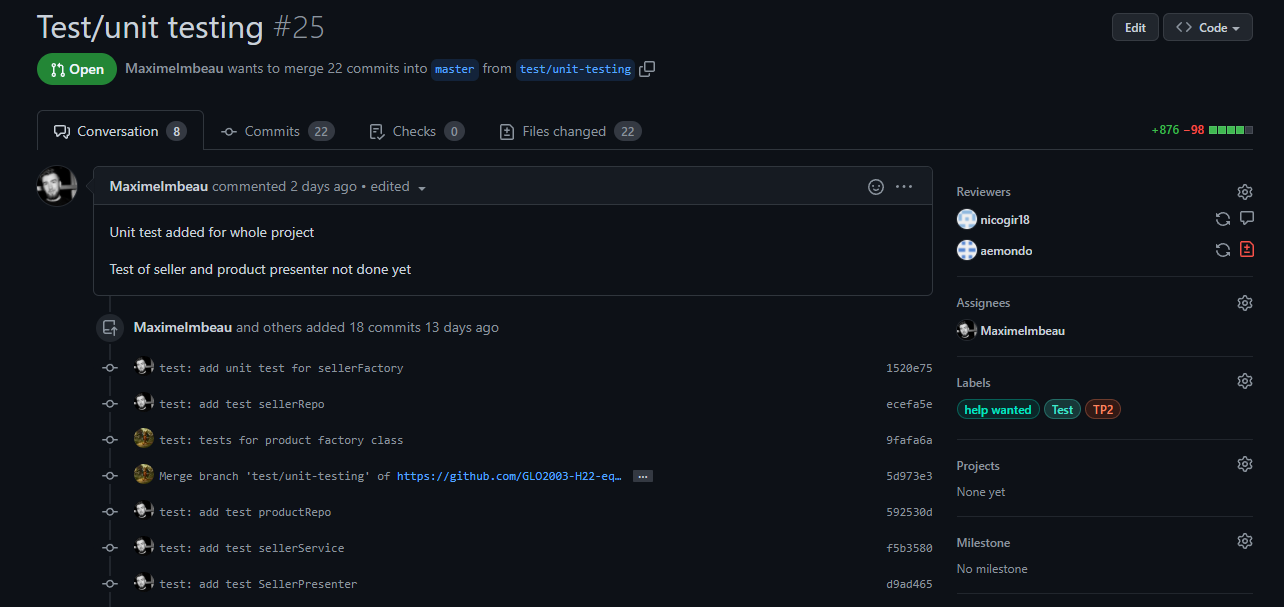 Test/unit testing #25
Edit
Code
Open
MaximeImbeau wants to merge 22 commits into master from test/unit-testing
Conversation 8
Commits 22
Checks 0
Files changed 22
+876 −98
MaximeImbeau commented 2 days ago • edited
Unit test added for whole project
Test of seller and product presenter not done yet
MaximeImbeau and others added 18 commits 13 days ago
test: add unit test for sellerFactory 1520e75
test: add test sellerRepo ecefa5e
test: tests for product factory class 9fafa6a
Merge branch 'test/unit-testing' of https://github.com/GLO2003-H22-eq… … 5d973e3
test: add test productRepo 592530d
test: add test sellerService f5b3580
test: add test SellerPresenter d9ad465
Reviewers
nicogir18
aemondo
Assignees
MaximeImbeau
Labels
help wanted Test TP2
Projects
None yet
Milestone
No milestone